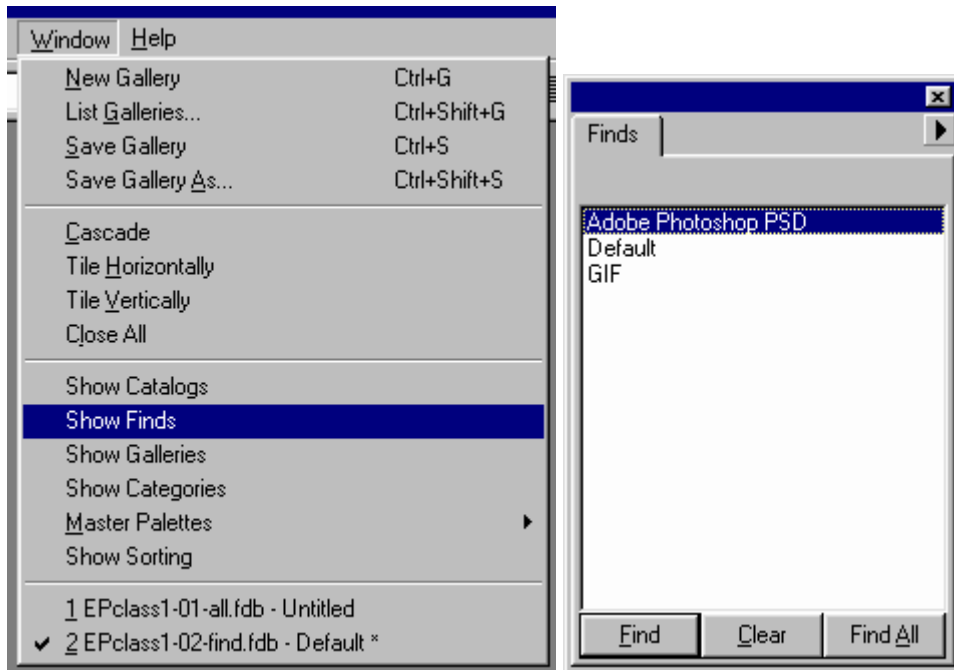 Window Help
New Gallery Ctrl+G
List Galleries... Ctrl+Shift+G
Save Gallery Ctrl+S
Save Gallery As... Ctrl+Shift+S
Cascade
Tile Horizontally
Tile Vertically
Close All
Show Catalogs
Show Finds
Show Galleries
Show Categories
Master Palettes
Show Sorting
1 EPclass1-01-all.fdb - Untitled
2 EPclass1-02-find.fdb - Default *
Finds
Adobe Photoshop PSD
Default
GIF
Find Clear Find All